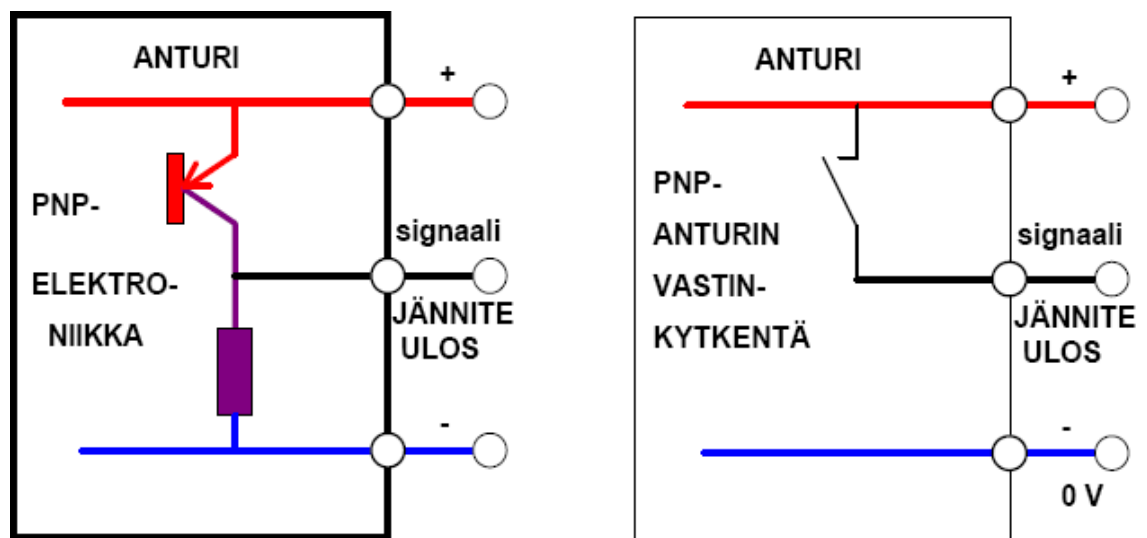 ANTURI
+
PNP-
ELEKTRO-
NIIKKA
signaali
JÄNNITE
ULOS
-
ANTURI
+
PNP-
ANTURIN
VASTIN-
KYTKENTÄ
signaali
JÄNNITE
ULOS
-
0 V